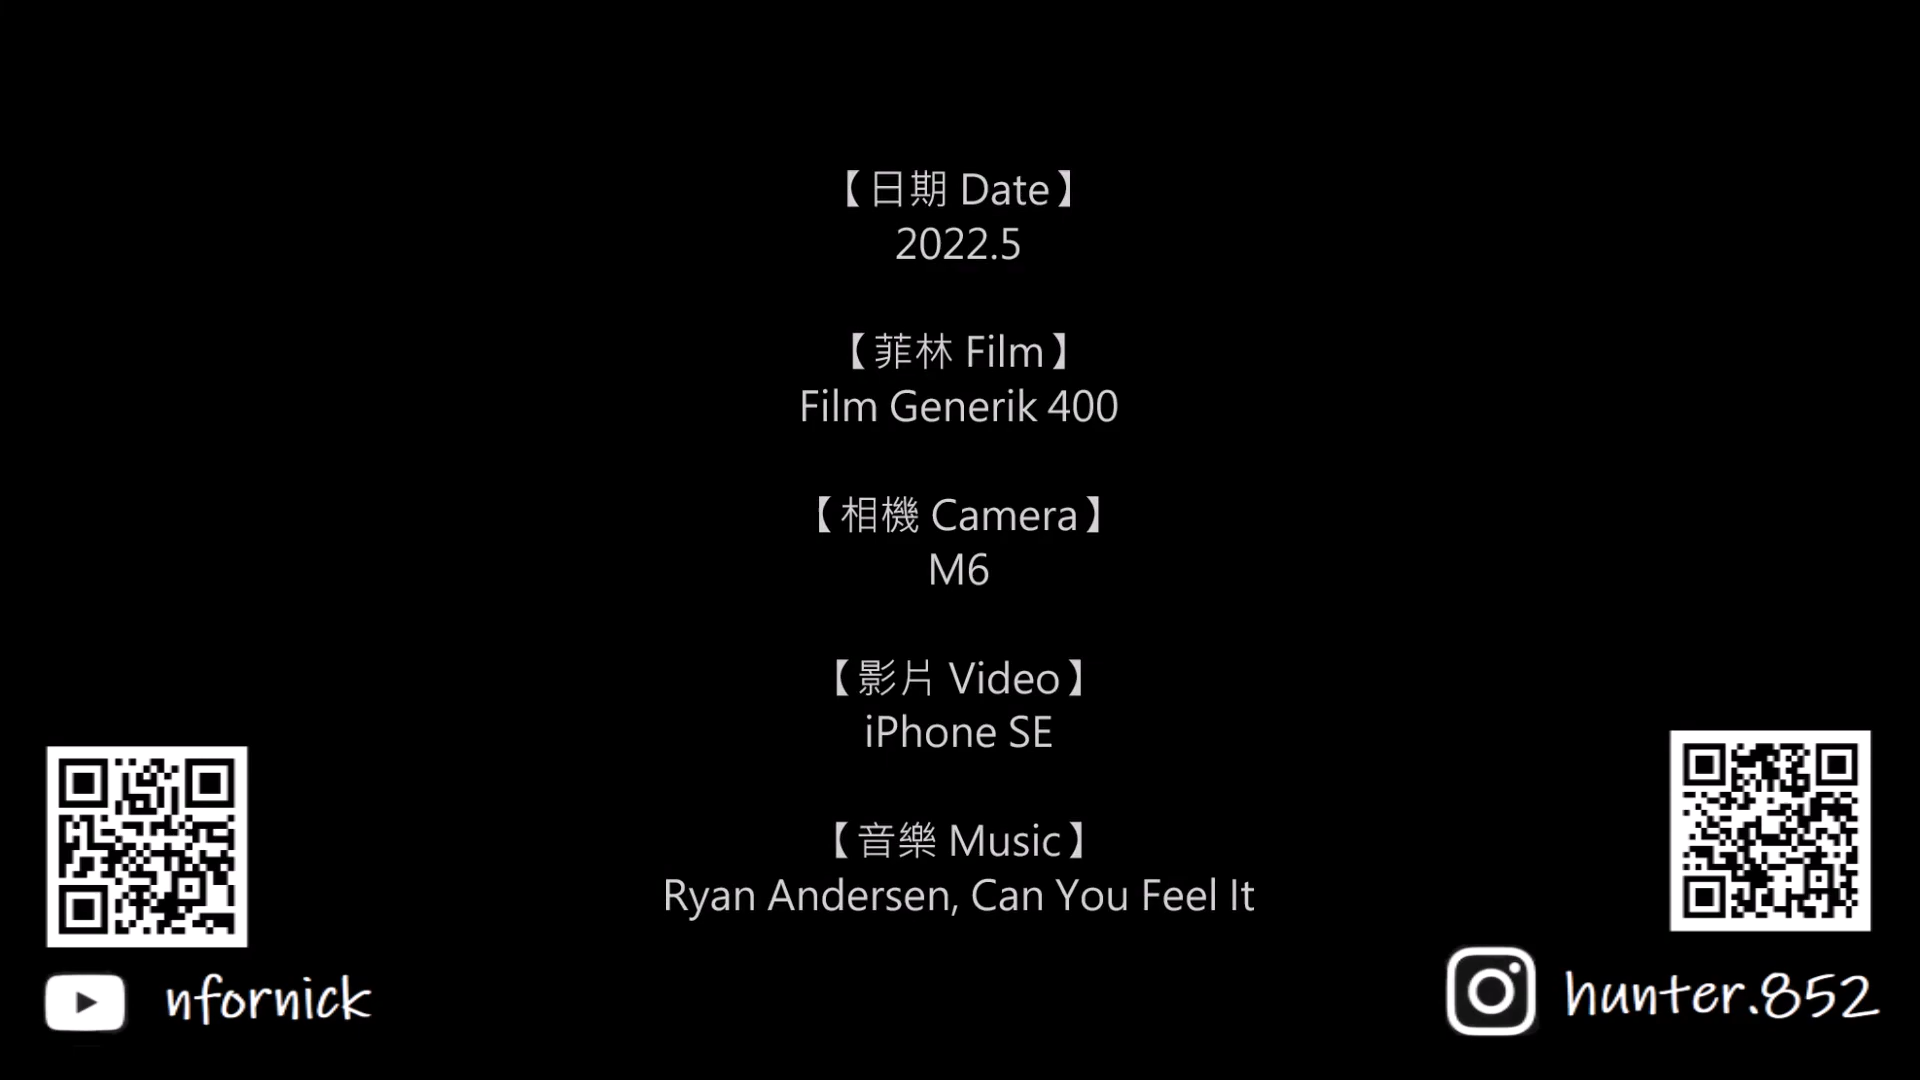 【日期 Date】
2022.5
【菲林 Film】
Film Generik 400
【相機 Camera】
M6
【影片 Video】
iPhone SE
【音樂 Music】
Ryan Andersen, Can You Feel It
nfornick
hunter.852